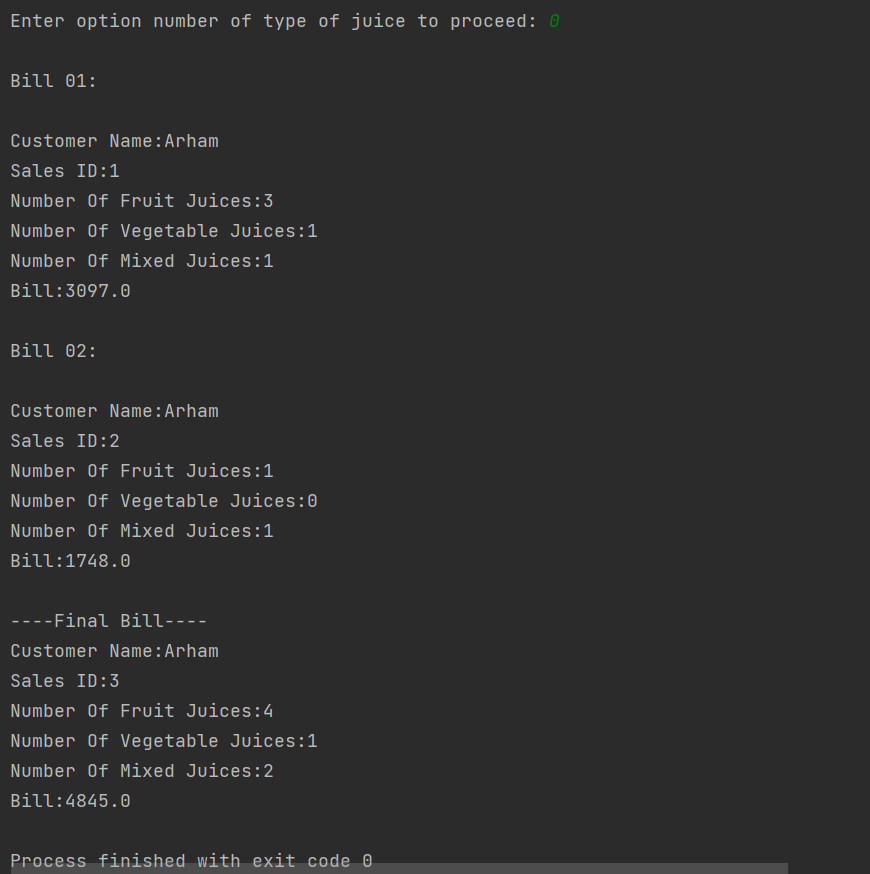 Enter option number of type of juice to proceed: 0
Bill 01:
Customer Name:Arham
Sales ID:1
Number Of Fruit Juices:3
Number Of Vegetable Juices:1
Number Of Mixed Juices:1
Bill:3097.0
Bill 02:
Customer Name:Arham
Sales ID:2
Number Of Fruit Juices:1
Number Of Vegetable Juices:0
Number Of Mixed Juices:1
Bill:1748.0
----Final Bill----
Customer Name:Arham
Sales ID:3
Number Of Fruit Juices:4
Number Of Vegetable Juices:1
Number Of Mixed Juices:2
Bill:4845.0
Process finished with exit code 0